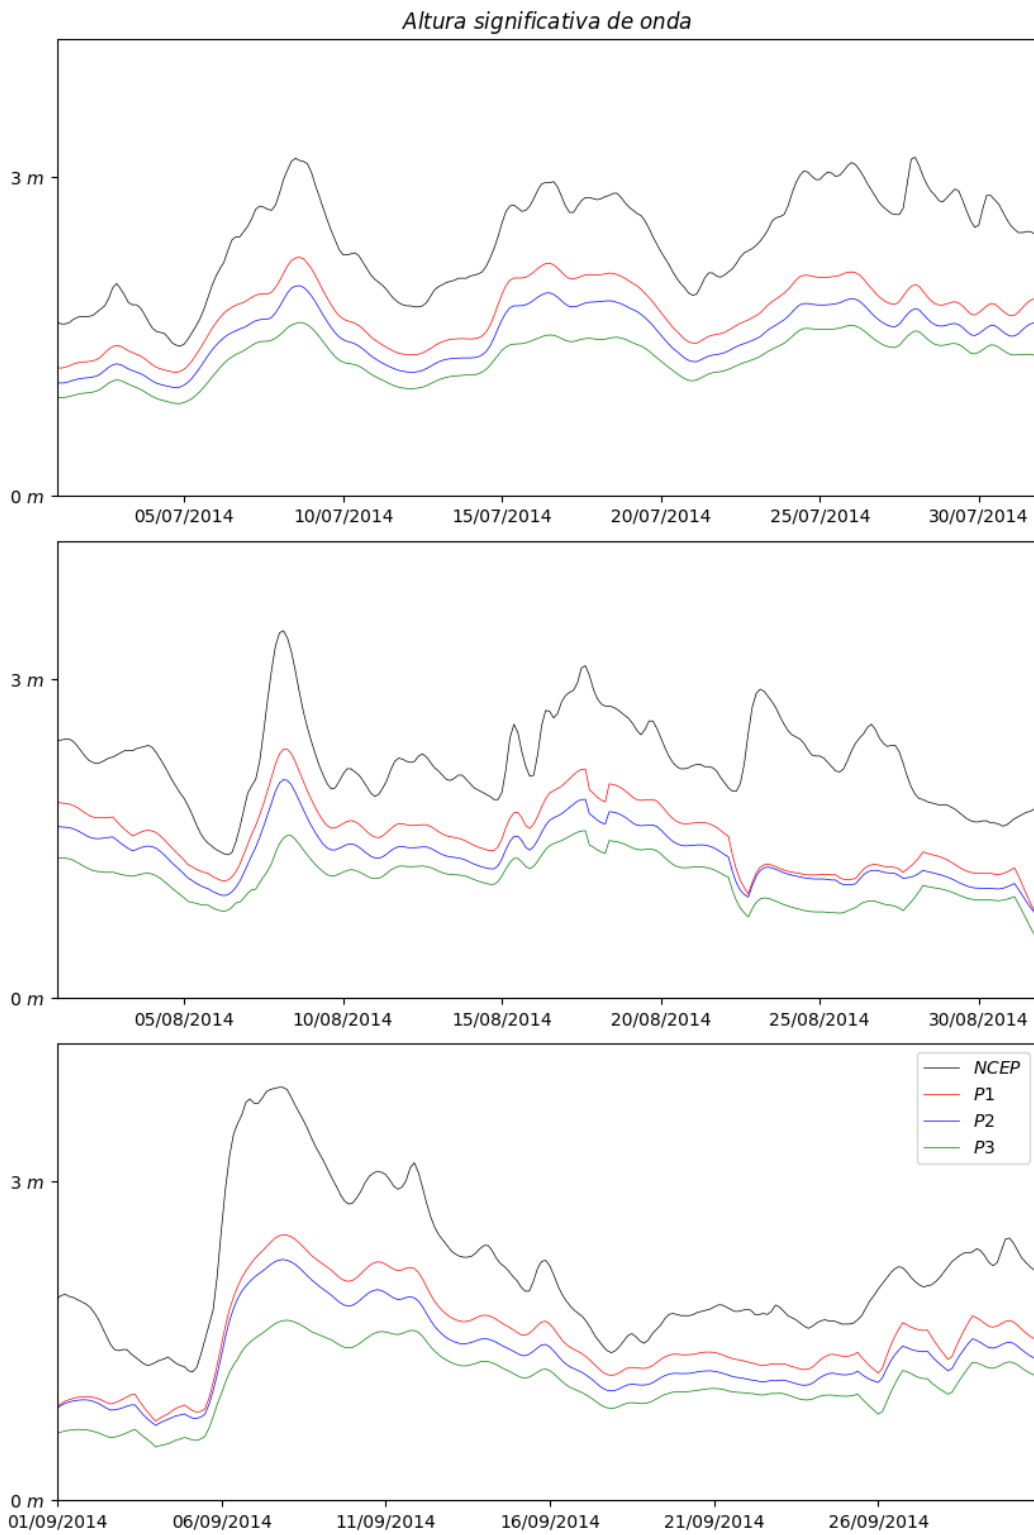 Altura significativa de onda
3 m
0 m
05/07/2014 10/07/2014 15/07/2014 20/07/2014 25/07/2014 30/07/2014
3 m
0 m
05/08/2014 10/08/2014 15/08/2014 20/08/2014 25/08/2014 30/08/2014
NCEP
P1
P2
P3
3 m
0 m
01/09/2014 06/09/2014 11/09/2014 16/09/2014 21/09/2014 26/09/2014